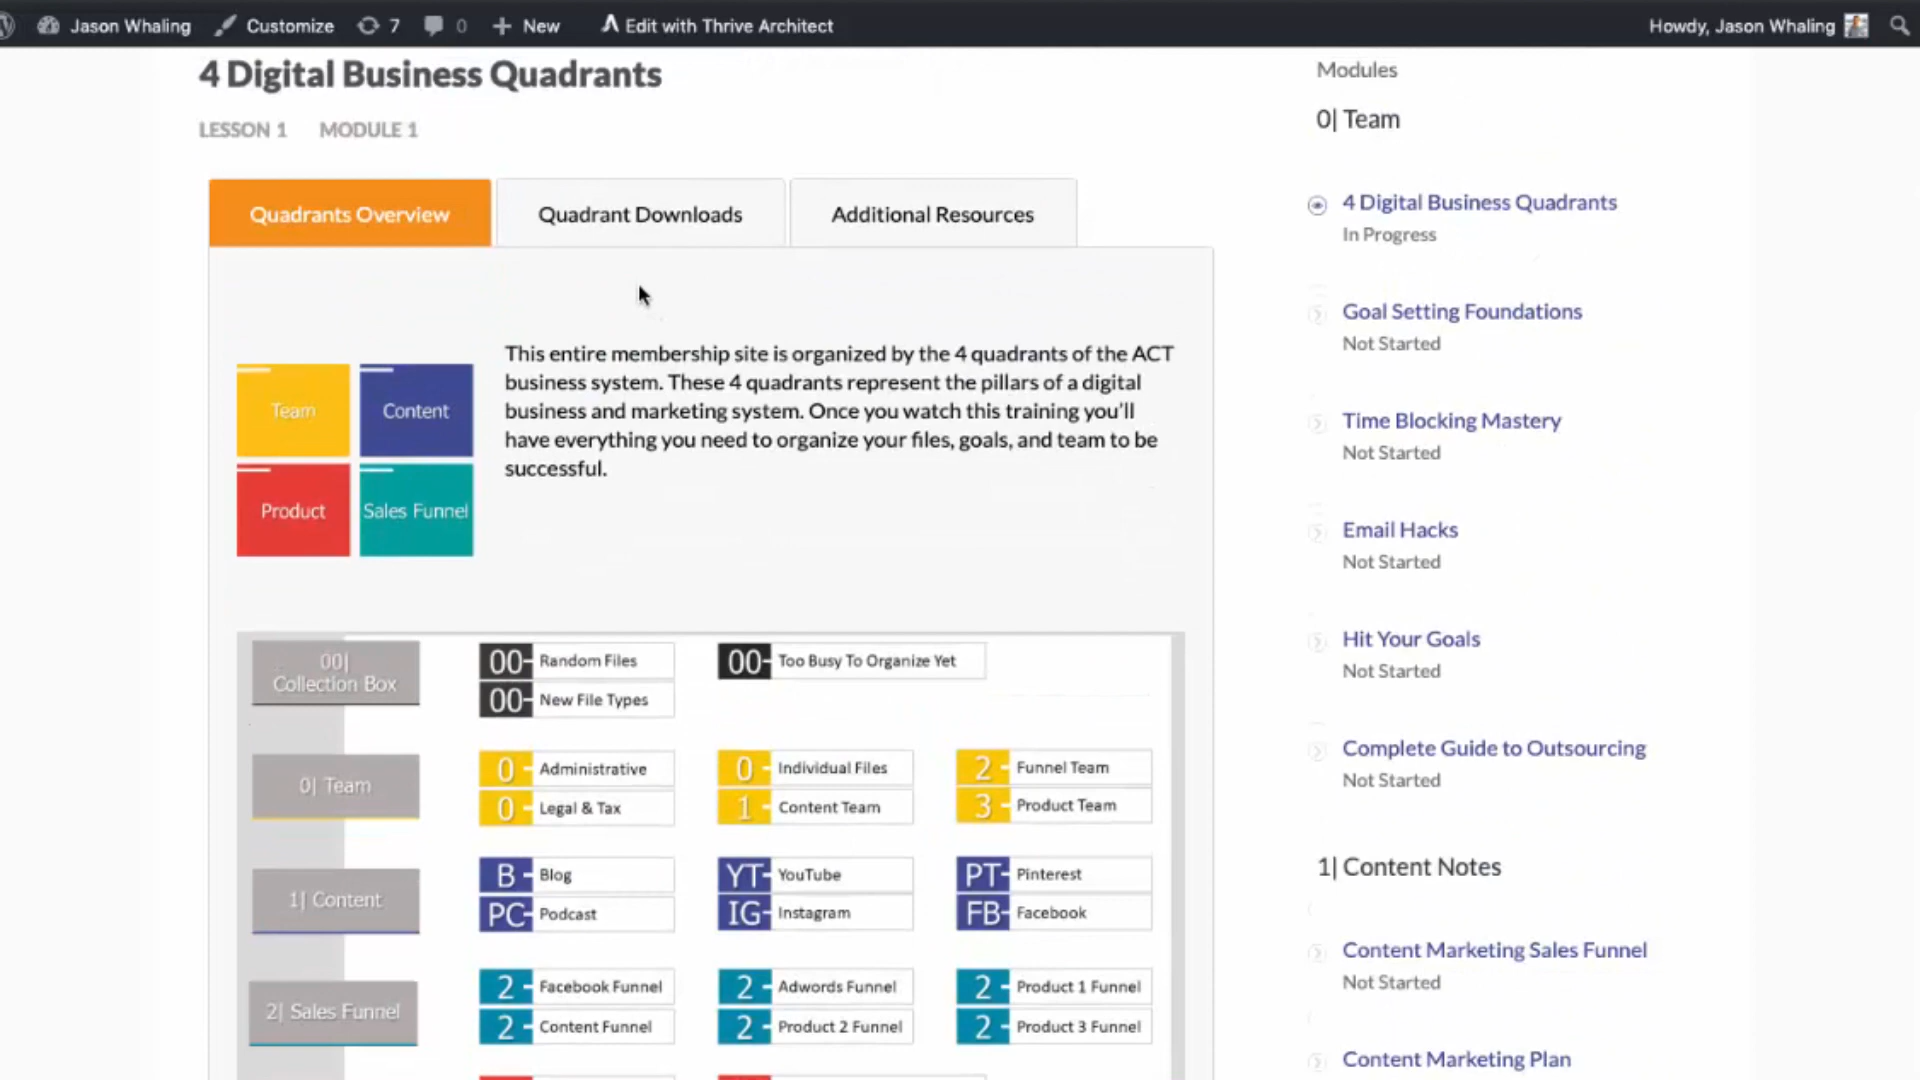 Jason Whaling Customize 7 0 New Edit with Thrive Architect Howdy, Jason Whaling
4 Digital Business Quadrants
LESSON 1 MODULE 1
Quadrants Overview Quadrant Downloads Additional Resources
This entire membership site is organized by the 4 quadrants of the ACT
business system. These 4 quadrants represent the pillars of a digital
business and marketing system. Once you watch this training you'll
have everything you need to organize your files, goals, and team to be
successful.
Team Content
Product Sales Funnel
00|
Collection Box
00- Random Files
00- New File Types
00- Too Busy To Organize Yet
0| Team
0- Administrative
0- Legal & Tax
0- Individual Files
1- Content Team
2- Funnel Team
3- Product Team
1| Content
B- Blog
PC- Podcast
YT- YouTube
IG- Instagram
PT- Pinterest
FB- Facebook
2| Sales Funnel
2- Facebook Funnel
2- Content Funnel
2- Adwords Funnel
2- Product 2 Funnel
2- Product 1 Funnel
2- Product 3 Funnel
Modules
0| Team
4 Digital Business Quadrants
In Progress
Goal Setting Foundations
Not Started
Time Blocking Mastery
Not Started
Email Hacks
Not Started
Hit Your Goals
Not Started
Complete Guide to Outsourcing
Not Started
1| Content Notes
Content Marketing Sales Funnel
Not Started
Content Marketing Plan